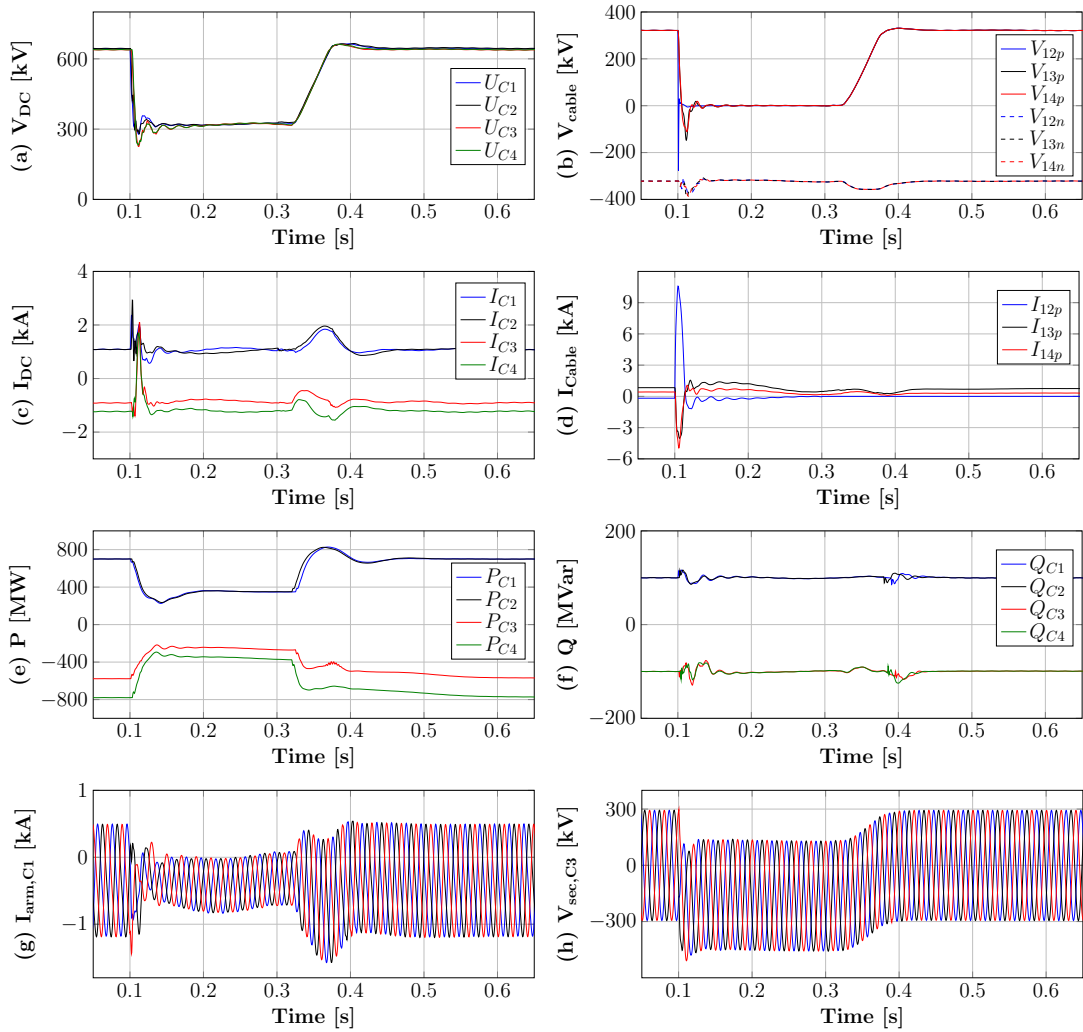 (a) V_DC [kV]
600
300
0
0.1 0.2 0.3 0.4 0.5 0.6
Time [s]
U_C1
U_C2
U_C3
U_C4
(b) V_cable [kV]
400
200
0
−200
−400
0.1 0.2 0.3 0.4 0.5 0.6
Time [s]
V_12p
V_13p
V_14p
V_12n
V_13n
V_14n
(c) I_DC [kA]
4
2
0
−2
0.1 0.2 0.3 0.4 0.5 0.6
Time [s]
I_C1
I_C2
I_C3
I_C4
(d) I_Cable [kA]
9
6
3
0
−3
−6
0.1 0.2 0.3 0.4 0.5 0.6
Time [s]
I_12p
I_13p
I_14p
(e) P [MW]
800
400
0
−400
−800
0.1 0.2 0.3 0.4 0.5 0.6
Time [s]
P_C1
P_C2
P_C3
P_C4
(f) Q [MVar]
200
0
−200
0.1 0.2 0.3 0.4 0.5 0.6
Time [s]
Q_C1
Q_C2
Q_C3
Q_C4
(g) I_arm,C1 [kA]
1
0
−1
0.1 0.2 0.3 0.4 0.5 0.6
Time [s]
(h) V_sec,C3 [kV]
300
0
−300
0.1 0.2 0.3 0.4 0.5 0.6
Time [s]